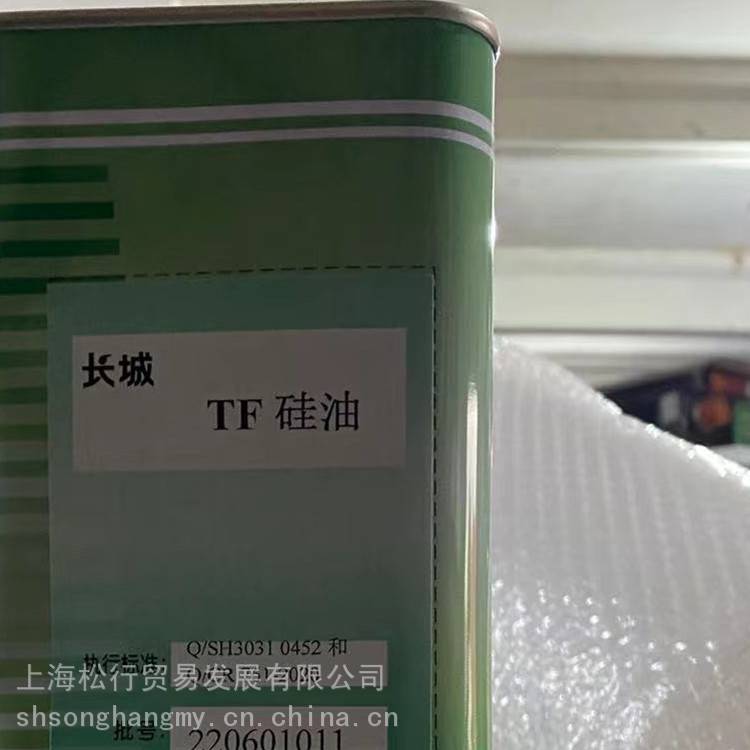 长城
TF 硅油
执行标准: Q/SH3031 0452 和
上海松行贸易发展有限公司
shsonghangmy.cn.china.cn
批号: 220601011